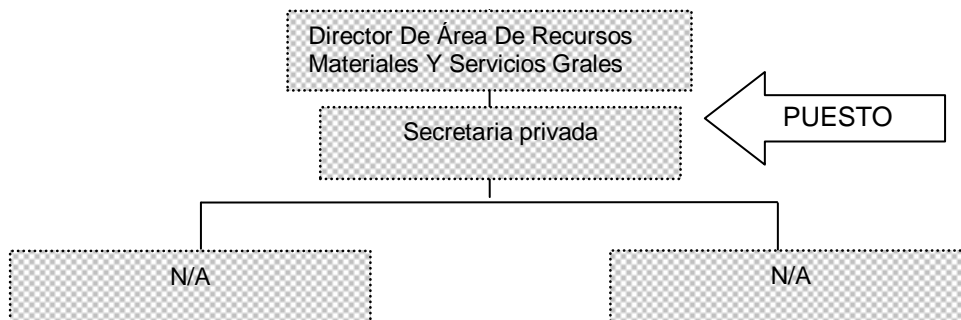 Director De Área De Recursos
Materiales Y Servicios Grales
Secretaria privada
PUESTO
N/A
N/A